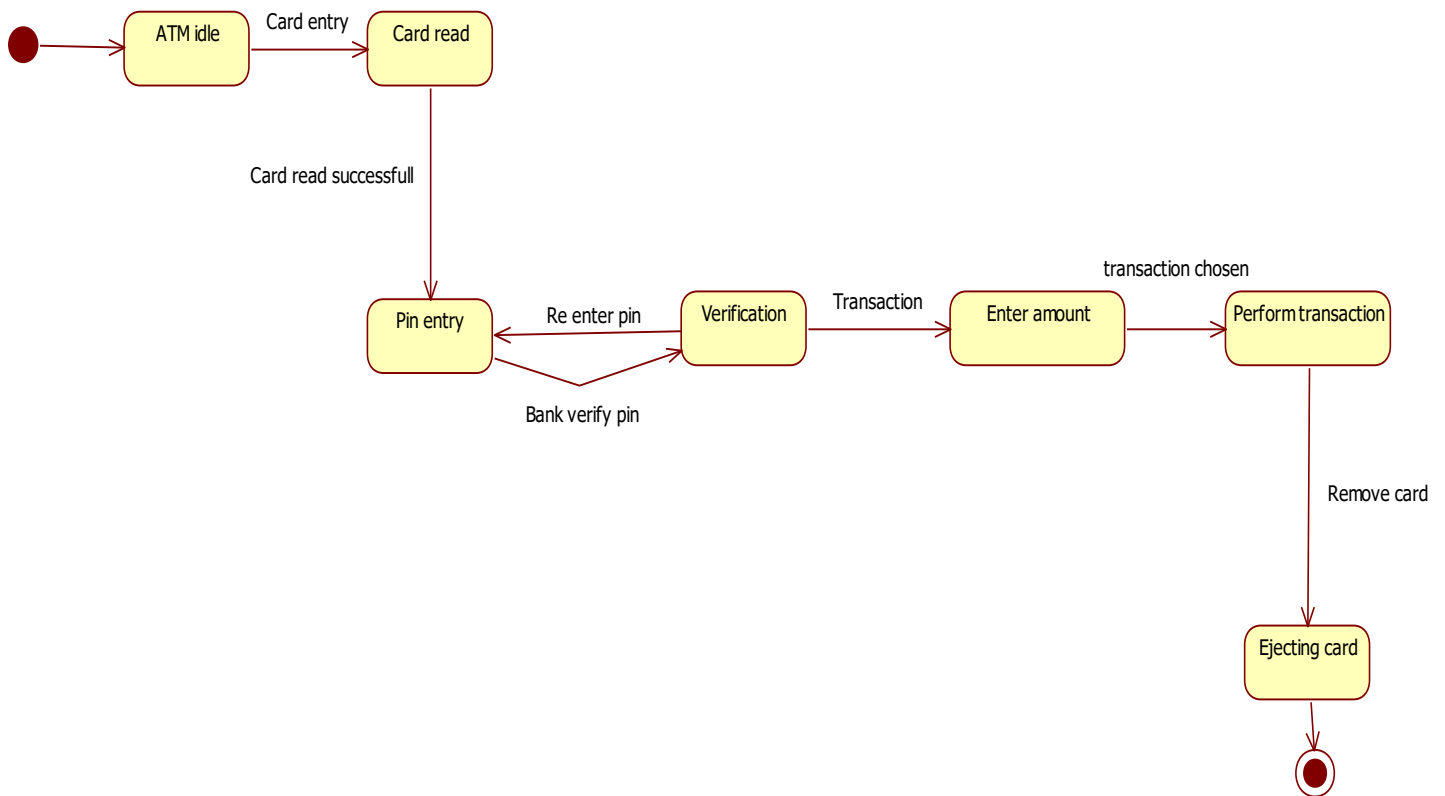 ATM idle
Card entry
Card read
Card read successfull
transaction chosen
Pin entry
Re enter pin
Verification
Transaction
Enter amount
Perform transaction
Bank verify pin
Remove card
Ejecting card